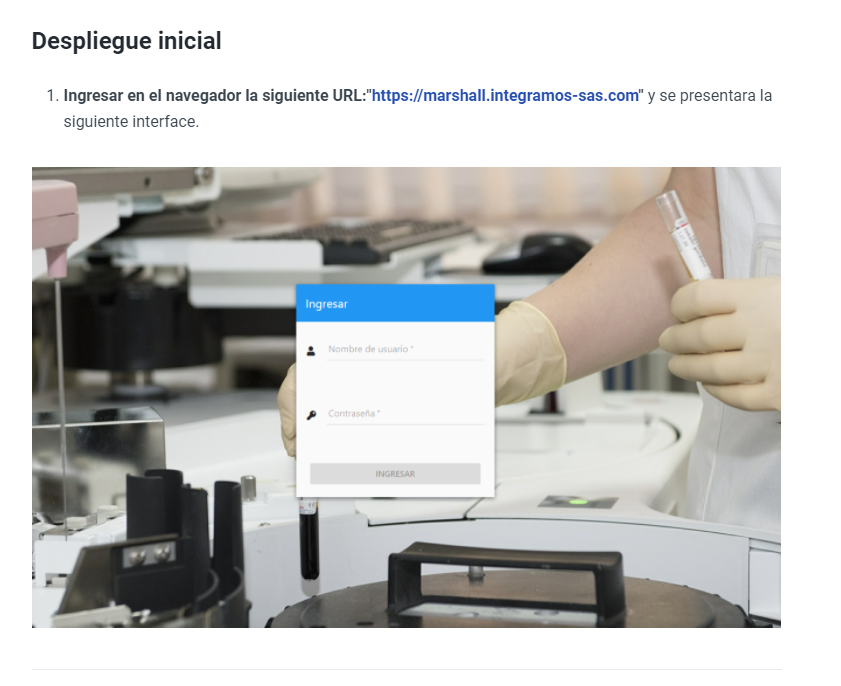 Despliegue inicial
1. Ingresar en el navegador la siguiente URL:"https://marshall.integramos-sas.com" y se presentara la
siguiente interface.
Ingresar
Nombre de usuario *
Contraseña *
INGRESAR